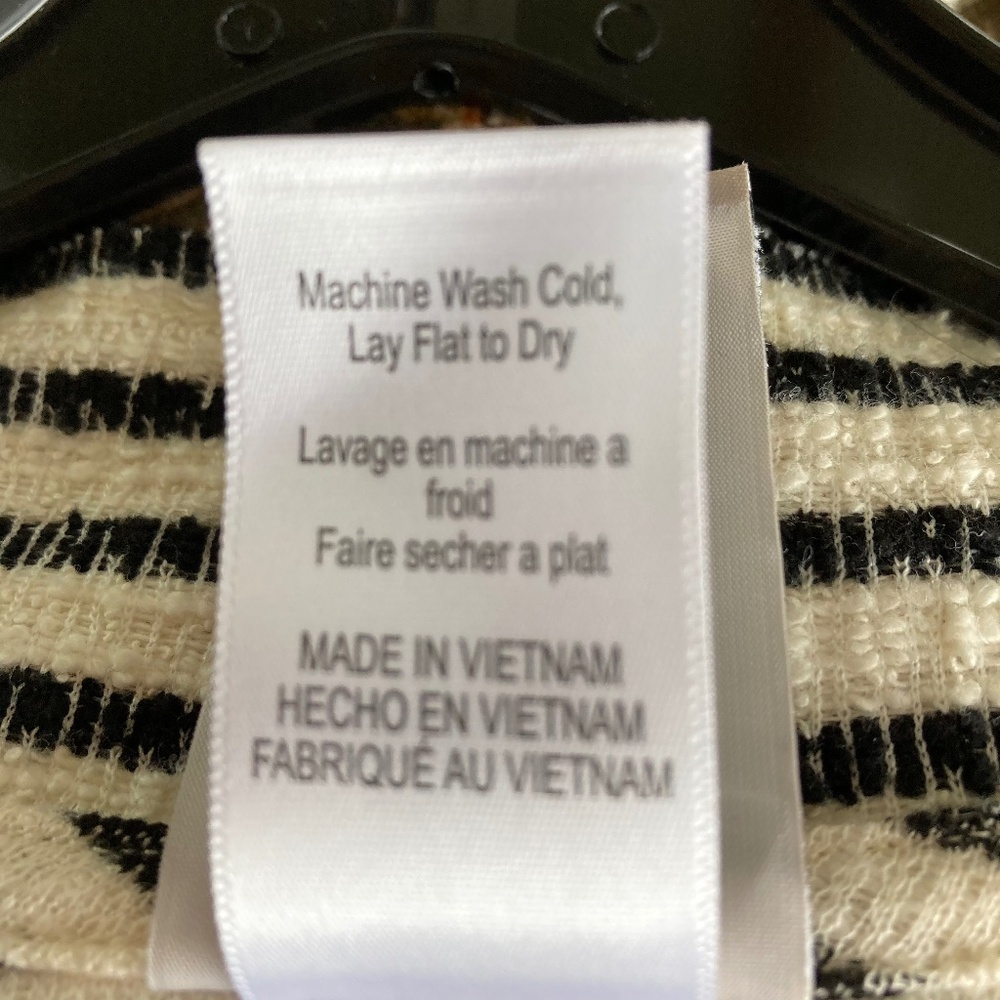 Machine Wash Cold,
Lay Flat to Dry
Lavage en machine a
froid
Faire secher a plat
MADE IN VIETNAM
HECHO EN VIETNAM
FABRIQUÉ AU VIETNAM